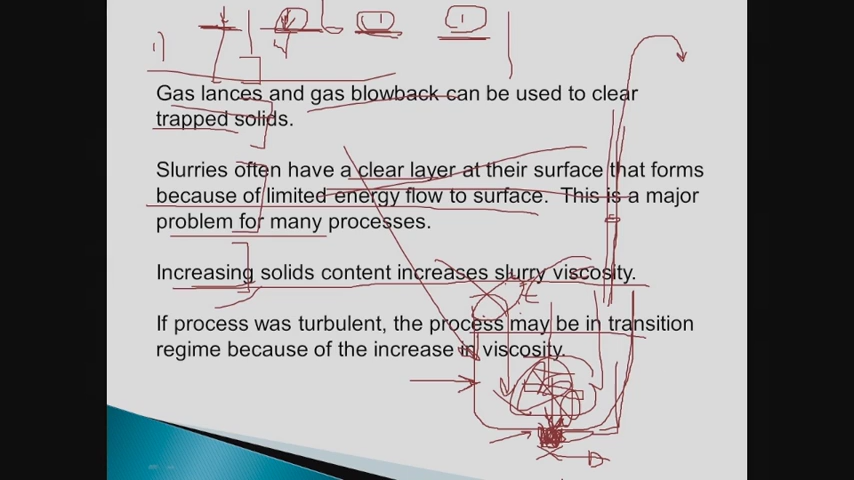 Gas lances and gas blowback can be used to clear
trapped solids.
Slurries often have a clear layer at their surface that forms
because of limited energy flow to surface. This is a major
problem for many processes.
Increasing solids content increases slurry viscosity.
If process was turbulent, the process may be in transition
regime because of the increase in viscosity.